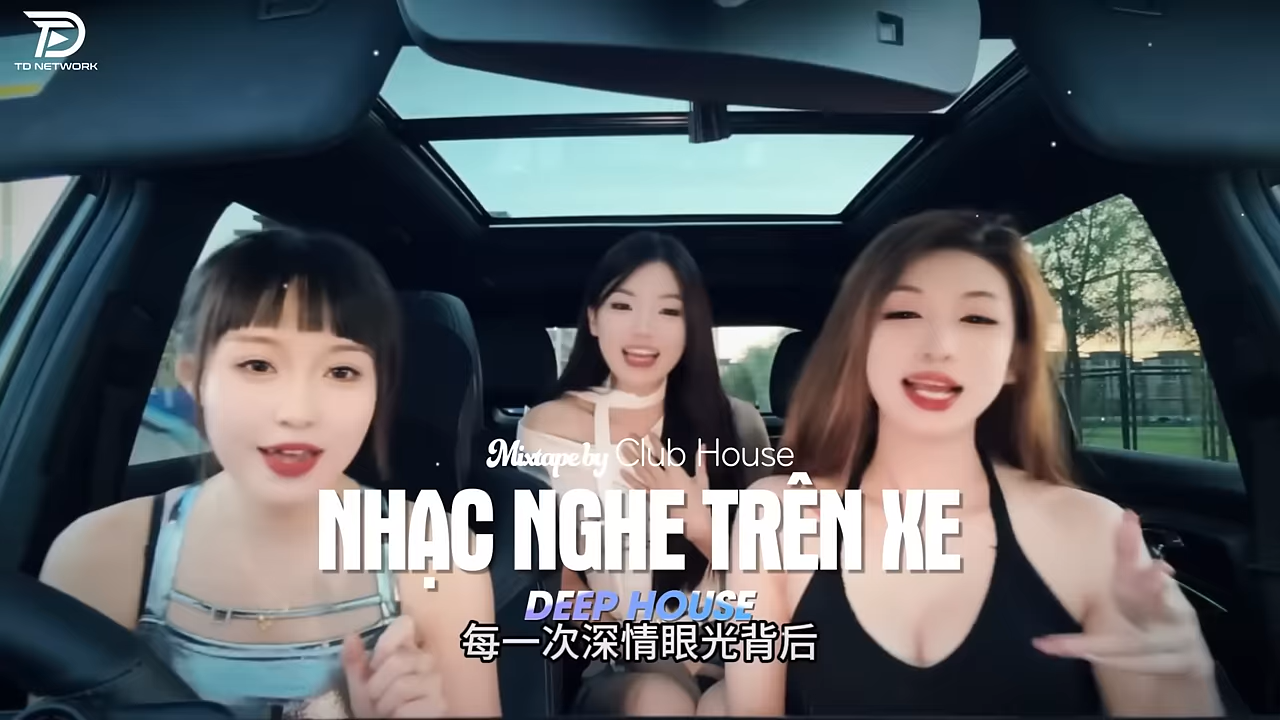 TD NETWORK
Mixtape by Club House
NHẠC NGHE TRÊN XE
DEEP HOUSE
每一次深情眼光背后